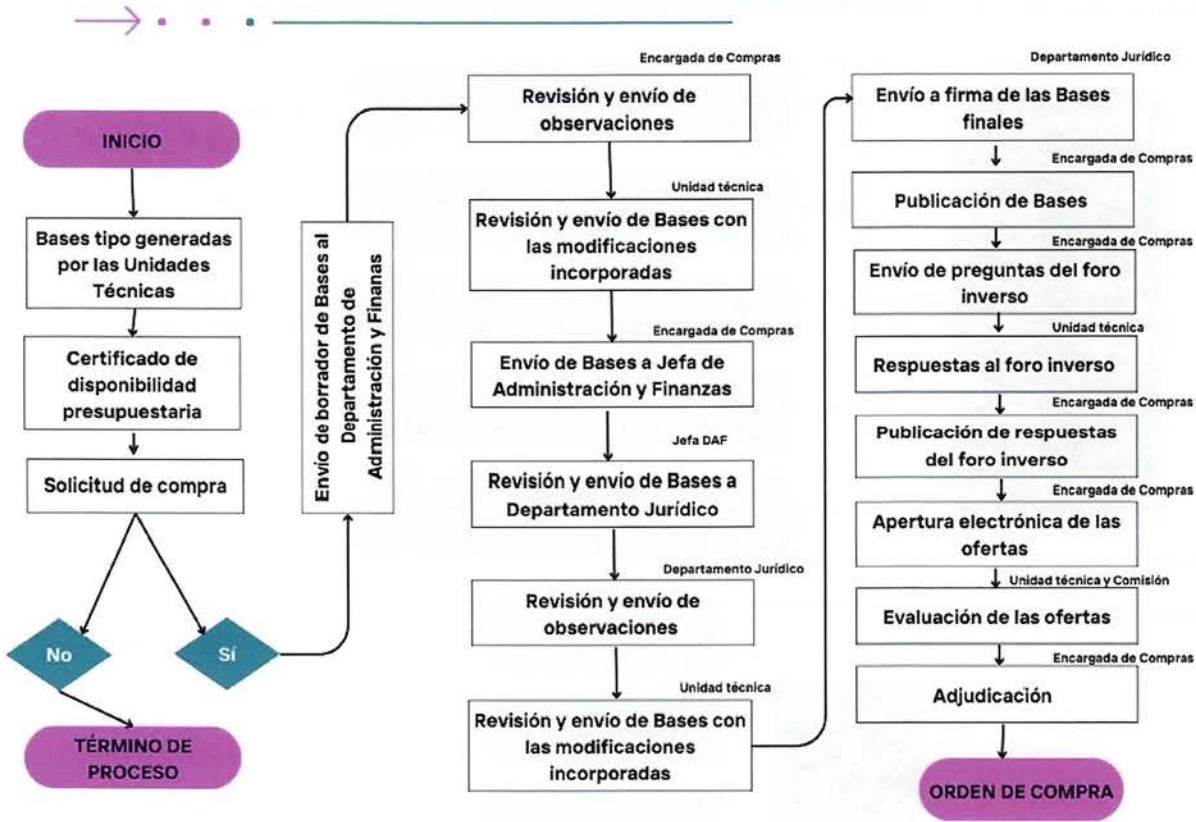 INICIO
Bases tipo generadas
por las Unidades
Técnicas
Certificado de
disponibilidad
presupuestaria
Solicitud de compra
No
Sí
TÉRMINO DE
PROCESO
Envío de borrador de Bases al
Departamento de
Administración y Finanas
Encargada de Compras
Revisión y envío de
observaciones
Unidad técnica
Revisión y envío de Bases con
las modificaciones
incorporadas
Encargada de Compras
Envío de Bases a Jefa de
Administración y Finanzas
Jefa DAF
Revisión y envío de Bases a
Departamento Jurídico
Departamento Jurídico
Revisión y envío de
observaciones
Unidad técnica
Revisión y envío de Bases con
las modificaciones
incorporadas
Departamento Jurídico
Envío a firma de las Bases
finales
Encargada de Compras
Publicación de Bases
Encargada de Compras
Envío de preguntas del foro
inverso
Unidad técnica
Respuestas al foro inverso
Encargada de Compras
Publicación de respuestas
del foro inverso
Encargada de Compras
Apertura electrónica de las
ofertas
Unidad técnica y Comisión
Evaluación de las ofertas
Encargada de Compras
Adjudicación
ORDEN DE COMPRA